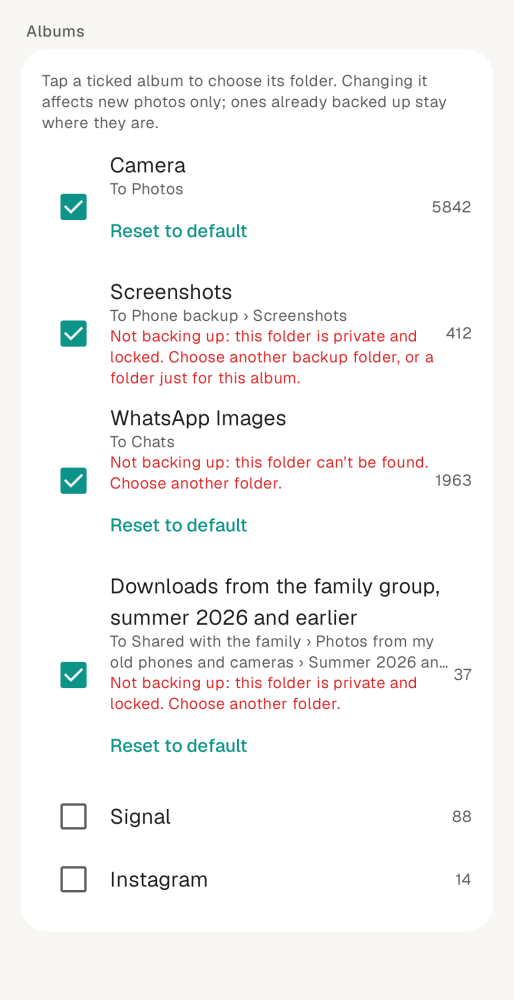 Albums
Tap a ticked album to choose its folder. Changing it
affects new photos only; ones already backed up stay
where they are.
Camera
To Photos
5842
Reset to default
Screenshots
To Phone backup › Screenshots
Not backing up: this folder is private and
412
locked. Choose another backup folder, or a
folder just for this album.
WhatsApp Images
To Chats
Not backing up: this folder can't be found.
Choose another folder.
1963
Reset to default
Downloads from the family group,
summer 2026 and earlier
To Shared with the family › Photos from my
old phones and cameras › Summer 2026 an…
37
Not backing up: this folder is private and
locked. Choose another folder.
Reset to default
Signal
88
Instagram
14